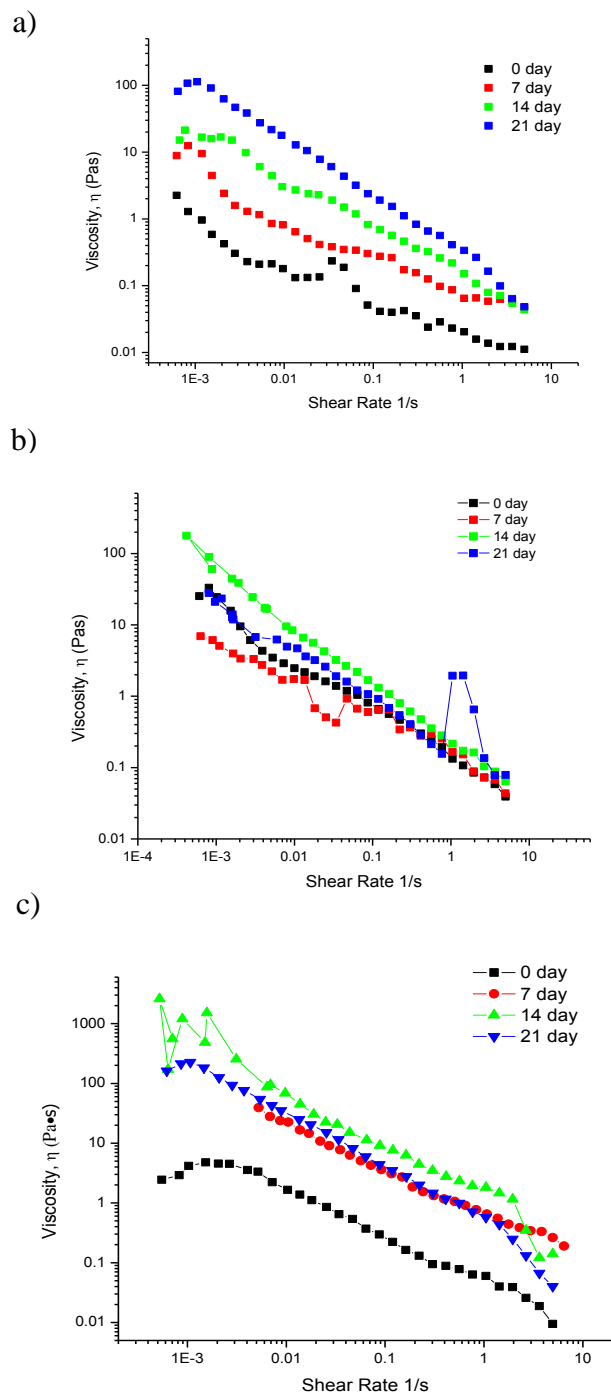 a)
0 day
7 day
14 day
21 day
100
10
1
0.1
0.01
Viscosity, η (Pas)
1E-3 0.01 0.1 1 10
Shear Rate 1/s
b)
0 day
7 day
14 day
21 day
100
10
1
0.1
0.01
Viscosity, η (Pas)
1E-4 1E-3 0.01 0.1 1 10
Shear Rate 1/s
c)
0 day
7 day
14 day
21 day
1000
100
10
1
0.1
0.01
Viscosity, η (Pa•s)
1E-3 0.01 0.1 1 10
Shear Rate 1/s